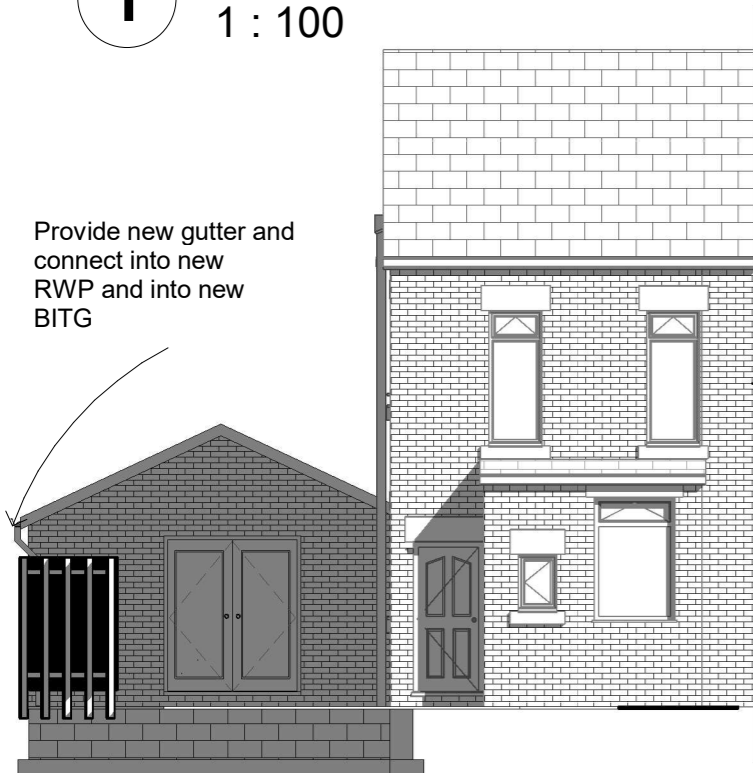 1 : 100
Provide new gutter and
connect into new
RWP and into new
BITG